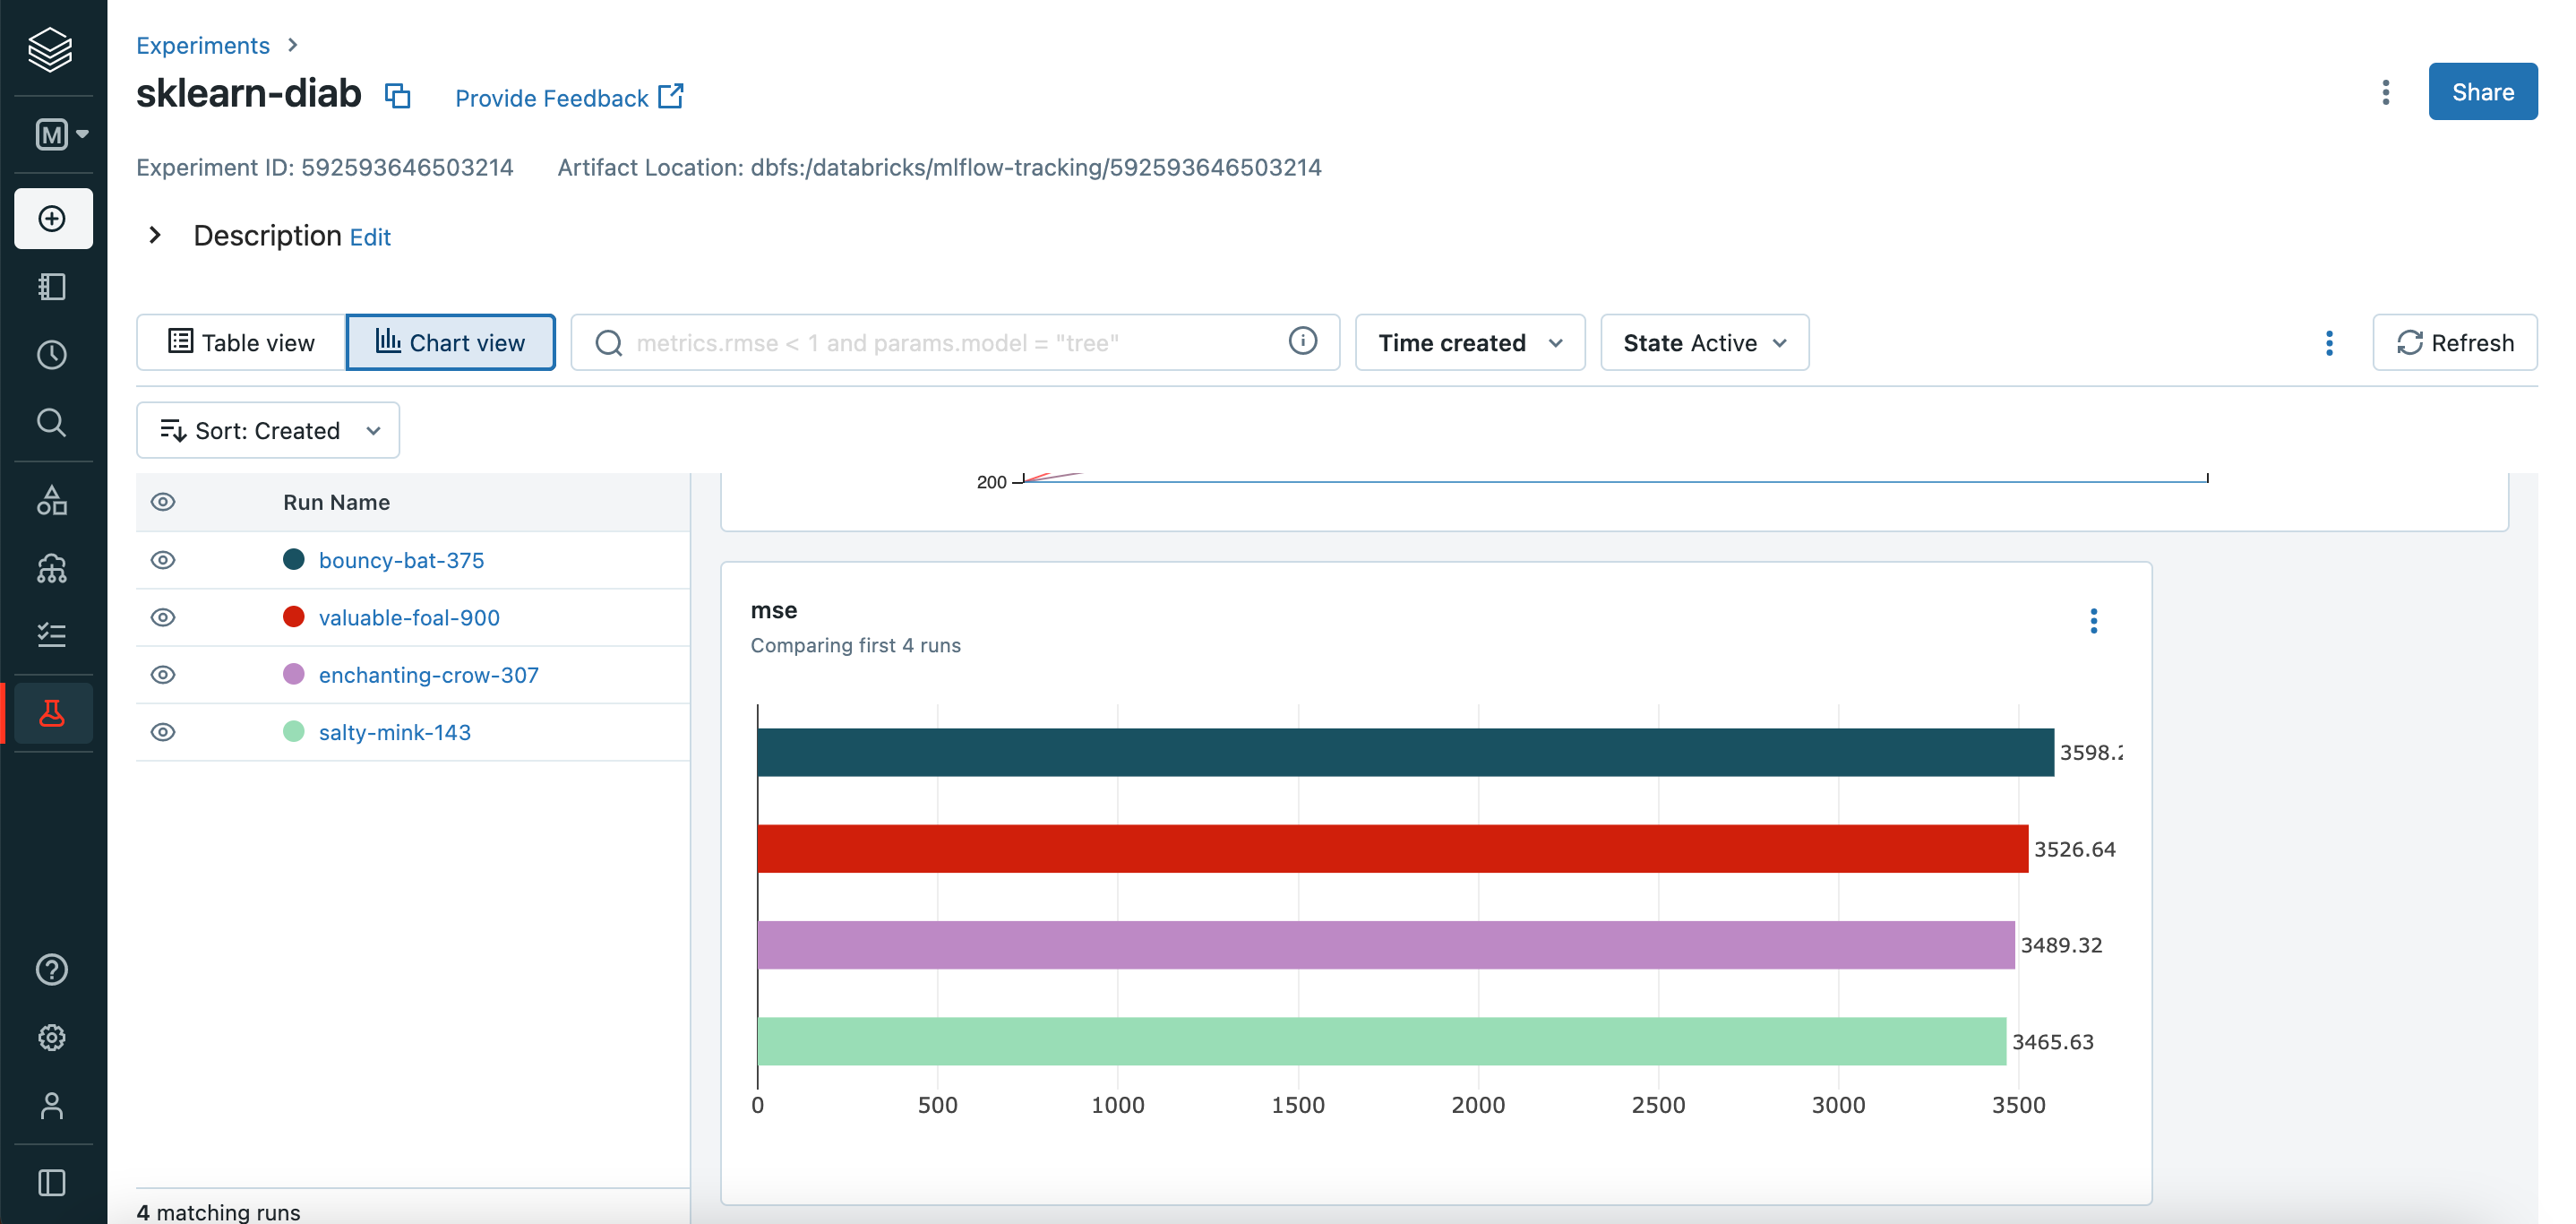 Experiments
sklearn-diab Provide Feedback
Share
M
Experiment ID: 592593646503214 Artifact Location: dbfs:/databricks/mlflow-tracking/592593646503214
Description Edit
Table view Chart view metrics.rmse < 1 and params.model = "tree" Time created State Active Refresh
Sort: Created
Run Name
bouncy-bat-375
valuable-foal-900
enchanting-crow-307
salty-mink-143
4 matching runs
200
mse
Comparing first 4 runs
3598.2
3526.64
3489.32
3465.63
0 500 1000 1500 2000 2500 3000 3500